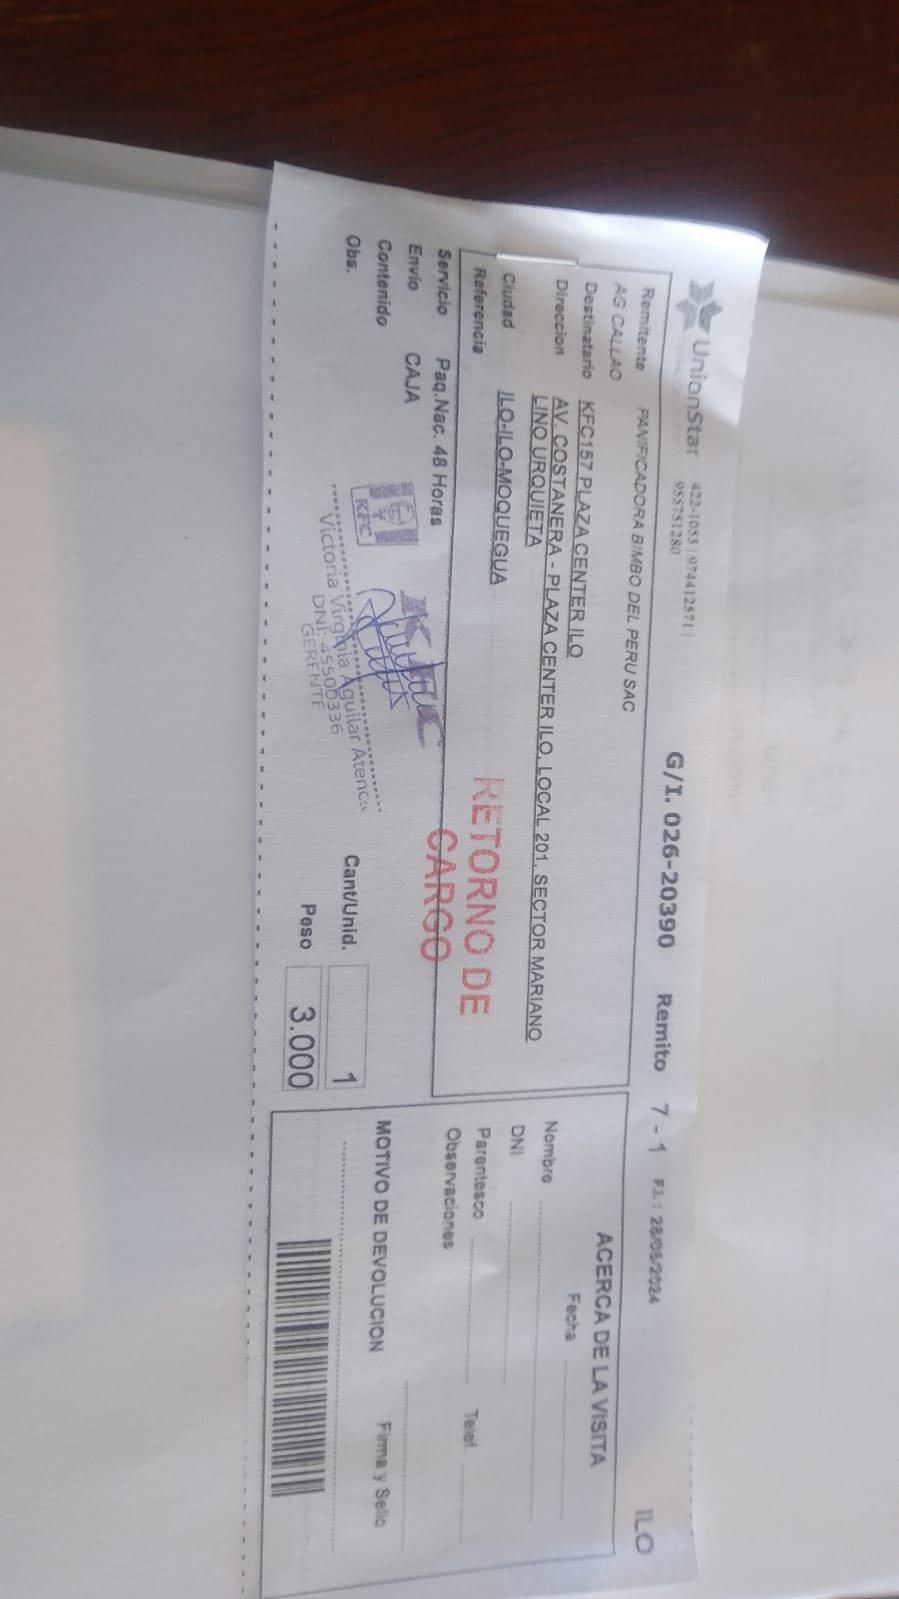 UnionStar 422-1053 | 974412571 |
955751280
G/I. 026-20390 Remito 7 - 1 F.I. : 28/05/2024 ILO
Remitente PANIFICADORA BIMBO DEL PERU SAC
AG CALLAO
Destinatario KFC157 PLAZA CENTER ILO
Direccion AV. COSTANERA - PLAZA CENTER ILO, LOCAL 201, SECTOR MARIANO
LINO URQUIETA
Ciudad ILO-ILO-MOQUEGUA
Referencia
RETORNO DE
CARGO
Servicio Paq.Nac. 48 Horas
Envio CAJA
Contenido
Obs.
KFC
Victoria Virginia Aguilar Atenc
DNI: 45500336
GERENTE
Cant/Unid. 1
Peso 3.000
ACERCA DE LA VISITA
Fecha
Nombre
DNI
Parentesco Telef.
Observaciones
MOTIVO DE DEVOLUCION Firma y Sello